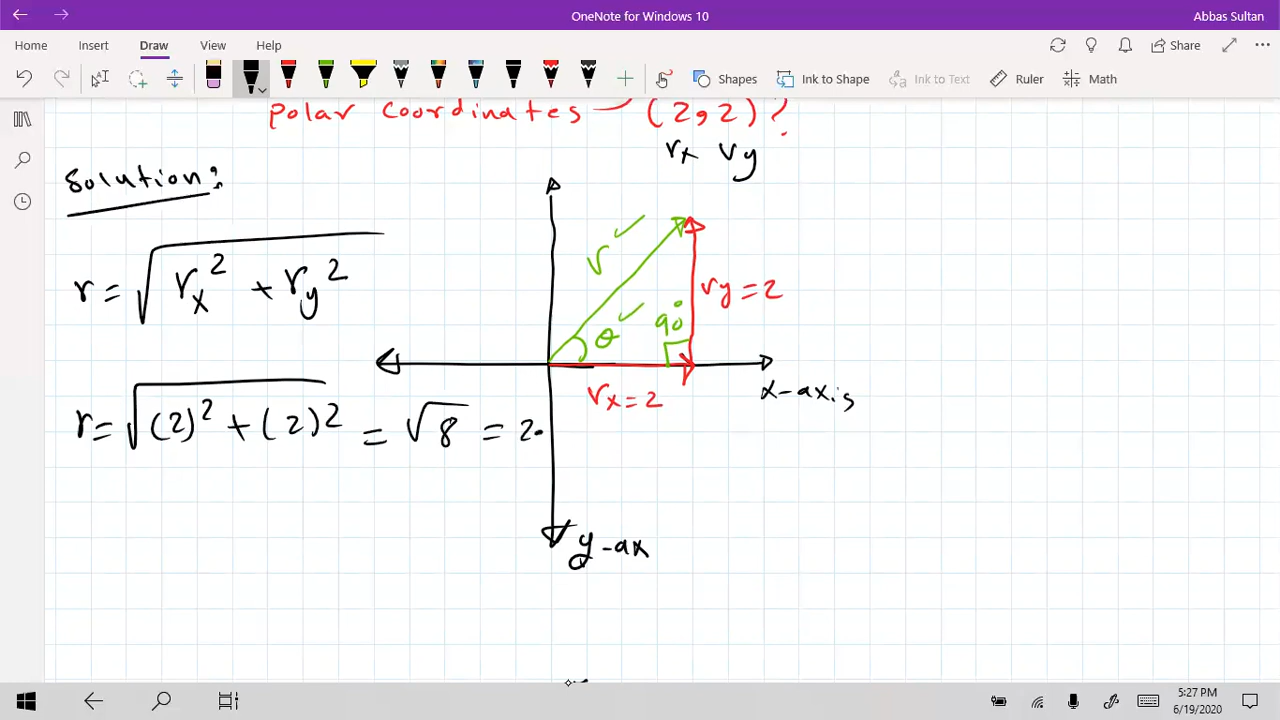 OneNote for Windows 10
Abbas Sultan
Home Insert Draw View Help
Share
Shapes Ink to Shape Ink to Text Ruler Math
Polar Coordinates (2,2)?
rx ry
Solution:
r = √(rx² + ry²)
r = √((2)² + (2)²) = √8 = 2.
r
θ
90°
ry = 2
rx = 2
x-axis
y-ax
5:27 PM
6/19/2020